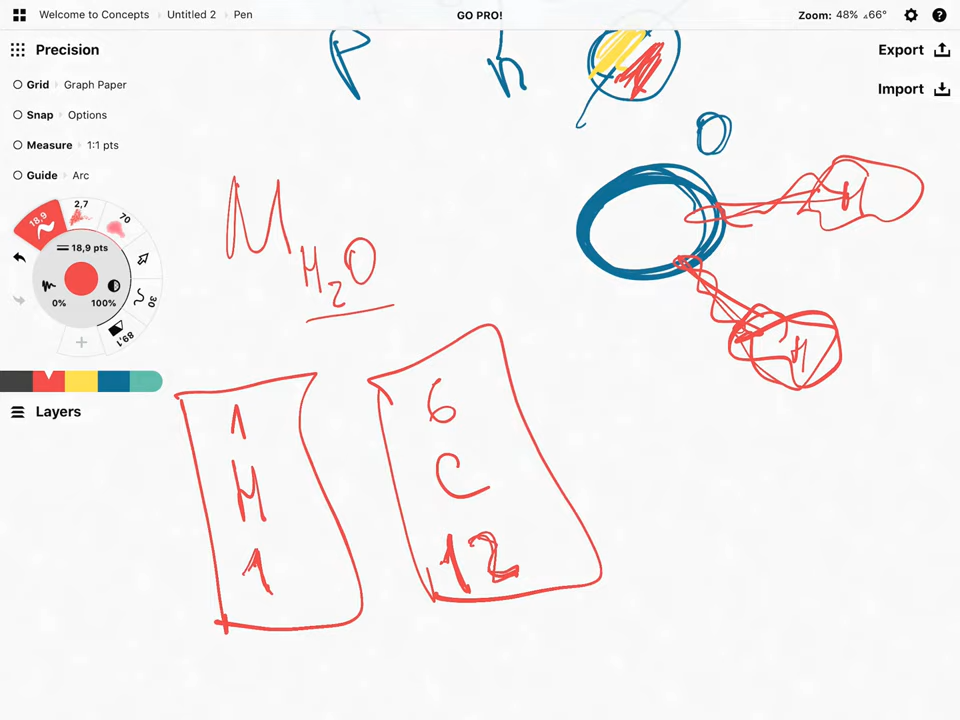 Welcome to Concepts › Untitled 2 › Pen
GO PRO!
Zoom: 48% ⊿66°
Precision
Export
Import
Grid › Graph Paper
Snap › Options
Measure › 1:1 pts
Guide › Arc
18,9
2,7
70
18,9 pts
0%
100%
30
89,1
+
Layers
P
n
O
H
H
M H2O
1
H
1
6
C
12